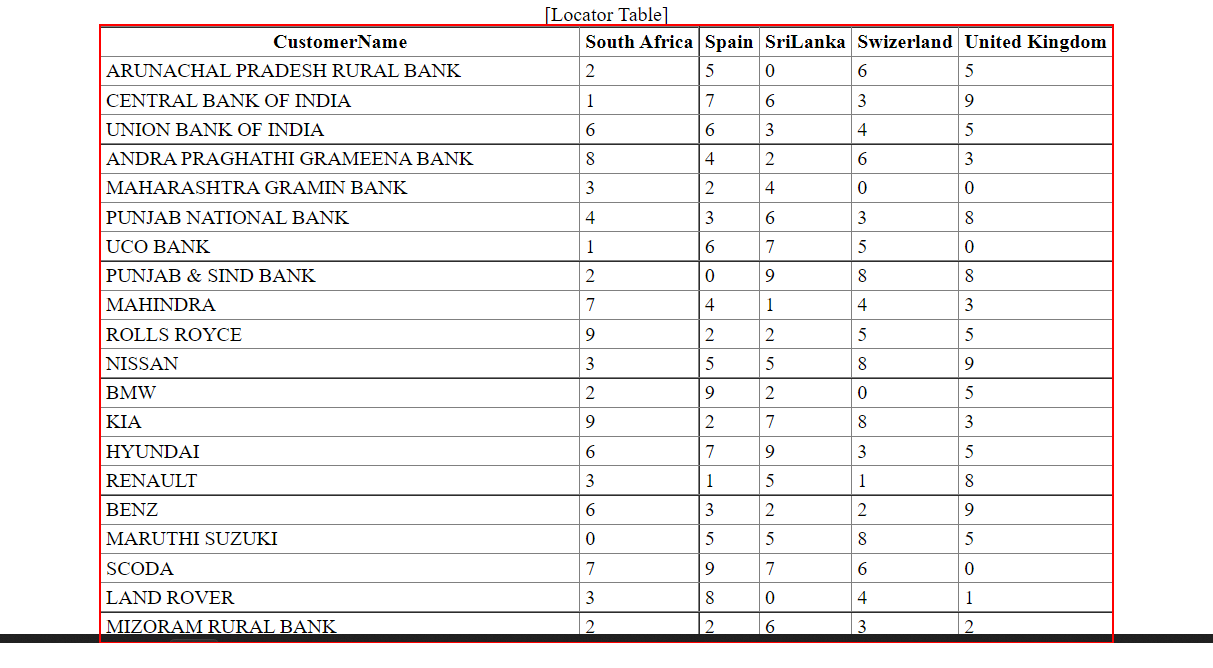 [Locator Table]
CustomerName South Africa Spain SriLanka Swizerland United Kingdom
ARUNACHAL PRADESH RURAL BANK 2 5 0 6 5
CENTRAL BANK OF INDIA 1 7 6 3 9
UNION BANK OF INDIA 6 6 3 4 5
ANDRA PRAGHATHI GRAMEENA BANK 8 4 2 6 3
MAHARASHTRA GRAMIN BANK 3 2 4 0 0
PUNJAB NATIONAL BANK 4 3 6 3 8
UCO BANK 1 6 7 5 0
PUNJAB & SIND BANK 2 0 9 8 8
MAHINDRA 7 4 1 4 3
ROLLS ROYCE 9 2 2 5 5
NISSAN 3 5 5 8 9
BMW 2 9 2 0 5
KIA 9 2 7 8 3
HYUNDAI 6 7 9 3 5
RENAULT 3 1 5 1 8
BENZ 6 3 2 2 9
MARUTHI SUZUKI 0 5 5 8 5
SCODA 7 9 7 6 0
LAND ROVER 3 8 0 4 1
MIZORAM RURAL BANK 2 2 6 3 2